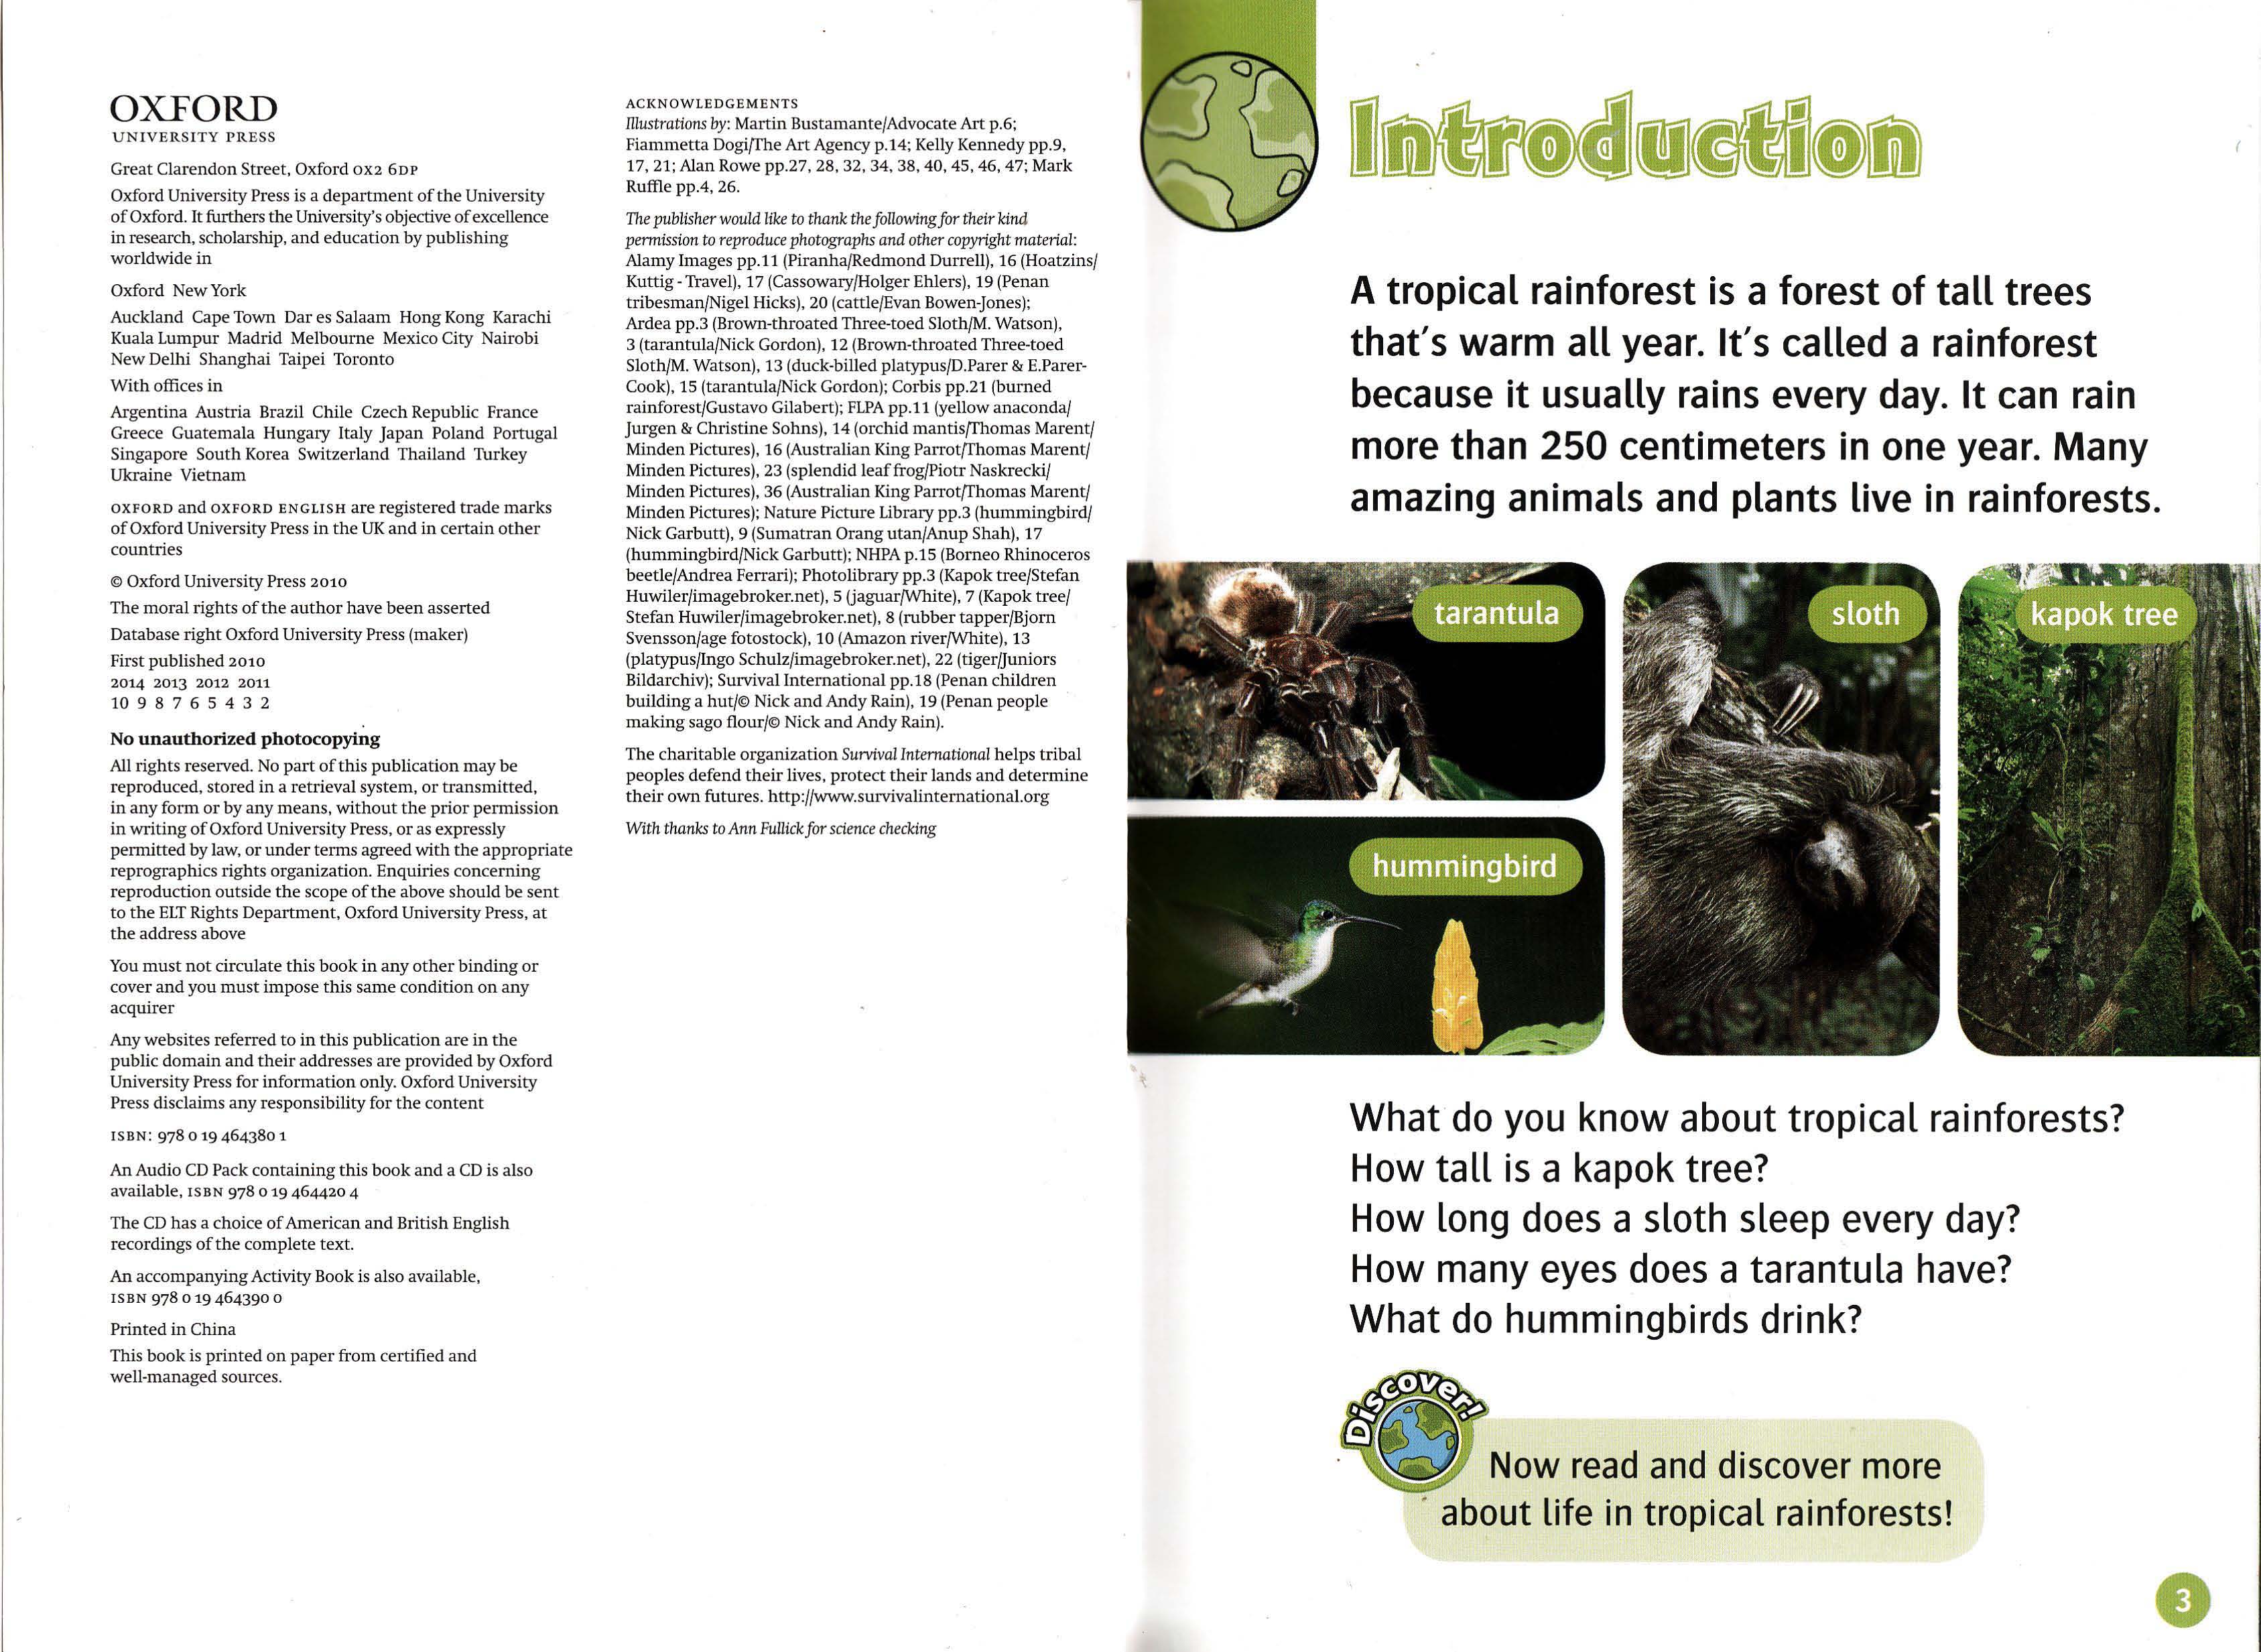 OXFORD
UNIVERSITY PRESS
Great Clarendon Street, Oxford OX2 6DP
Oxford University Press is a department of the University
of Oxford. It furthers the University's objective of excellence
in research, scholarship, and education by publishing
worldwide in
Oxford New York
Auckland Cape Town Dar es Salaam Hong Kong Karachi
Kuala Lumpur Madrid Melbourne Mexico City Nairobi
New Delhi Shanghai Taipei Toronto
With offices in
Argentina Austria Brazil Chile Czech Republic France
Greece Guatemala Hungary Italy Japan Poland Portugal
Singapore South Korea Switzerland Thailand Turkey
Ukraine Vietnam
OXFORD and OXFORD ENGLISH are registered trade marks
of Oxford University Press in the UK and in certain other
countries
© Oxford University Press 2010
The moral rights of the author have been asserted
Database right Oxford University Press (maker)
First published 2010
2014 2013 2012 2011
10 9 8 7 6 5 4 3 2
No unauthorized photocopying
All rights reserved. No part of this publication may be
reproduced, stored in a retrieval system, or transmitted,
in any form or by any means, without the prior permission
in writing of Oxford University Press, or as expressly
permitted by law, or under terms agreed with the appropriate
reprographics rights organization. Enquiries concerning
reproduction outside the scope of the above should be sent
to the ELT Rights Department, Oxford University Press, at
the address above
You must not circulate this book in any other binding or
cover and you must impose this same condition on any
acquirer
Any websites referred to in this publication are in the
public domain and their addresses are provided by Oxford
University Press for information only. Oxford University
Press disclaims any responsibility for the content
ISBN: 978 0 19 464380 1
An Audio CD Pack containing this book and a CD is also
available, ISBN 978 0 19 464420 4
The CD has a choice of American and British English
recordings of the complete text.
An accompanying Activity Book is also available,
ISBN 978 0 19 464390 0
Printed in China
This book is printed on paper from certified and
well-managed sources.
ACKNOWLEDGEMENTS
Illustrations by: Martin Bustamante/Advocate Art p.6;
Fiammetta Dogi/The Art Agency p.14; Kelly Kennedy pp.9,
17, 21; Alan Rowe pp.27, 28, 32, 34, 38, 40, 45, 46, 47; Mark
Ruffle pp.4, 26.
The publisher would like to thank the following for their kind
permission to reproduce photographs and other copyright material:
Alamy Images pp.11 (Piranha/Redmond Durrell), 16 (Hoatzins/
Kuttig - Travel), 17 (Cassowary/Holger Ehlers), 19 (Penan
tribesman/Nigel Hicks), 20 (cattle/Evan Bowen-Jones);
Ardea pp.3 (Brown-throated Three-toed Sloth/M. Watson),
3 (tarantula/Nick Gordon), 12 (Brown-throated Three-toed
Sloth/M. Watson), 13 (duck-billed platypus/D.Parer & E.Parer-
Cook), 15 (tarantula/Nick Gordon); Corbis pp.21 (burned
rainforest/Gustavo Gilabert); FLPA pp.11 (yellow anaconda/
Jurgen & Christine Sohns), 14 (orchid mantis/Thomas Marent/
Minden Pictures), 16 (Australian King Parrot/Thomas Marent/
Minden Pictures), 23 (splendid leaf frog/Piotr Naskrecki/
Minden Pictures), 36 (Australian King Parrot/Thomas Marent/
Minden Pictures); Nature Picture Library pp.3 (hummingbird/
Nick Garbutt), 9 (Sumatran Orang utan/Anup Shah), 17
(hummingbird/Nick Garbutt); NHPA p.15 (Borneo Rhinoceros
beetle/Andrea Ferrari); Photolibrary pp.3 (Kapok tree/Stefan
Huwiler/imagebroker.net), 5 (jaguar/White), 7 (Kapok tree/
Stefan Huwiler/imagebroker.net), 8 (rubber tapper/Bjorn
Svensson/age fotostock), 10 (Amazon river/White), 13
(platypus/Ingo Schulz/imagebroker.net), 22 (tiger/Juniors
Bildarchiv); Survival International pp.18 (Penan children
building a hut/© Nick and Andy Rain), 19 (Penan people
making sago flour/© Nick and Andy Rain).
The charitable organization Survival International helps tribal
peoples defend their lives, protect their lands and determine
their own futures. http://www.survivalinternational.org
With thanks to Ann Fullick for science checking
Introduction
A tropical rainforest is a forest of tall trees
that's warm all year. It's called a rainforest
because it usually rains every day. It can rain
more than 250 centimeters in one year. Many
amazing animals and plants live in rainforests.
tarantula
sloth
kapok tree
hummingbird
What do you know about tropical rainforests?
How tall is a kapok tree?
How long does a sloth sleep every day?
How many eyes does a tarantula have?
What do hummingbirds drink?
Discover!
Now read and discover more
about life in tropical rainforests!
3